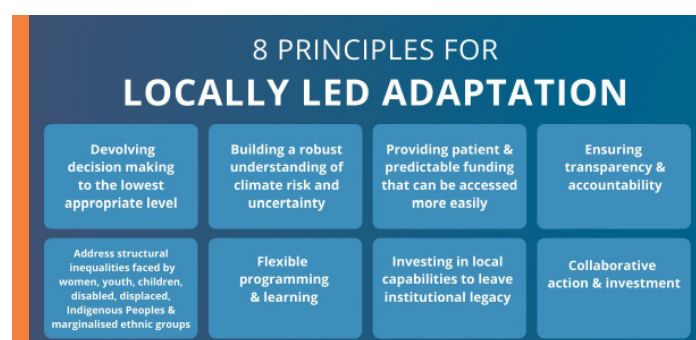 8 PRINCIPLES FOR
LOCALLY LED ADAPTATION
Devolving
decision making
to the lowest
appropriate level
Building a robust
understanding of
climate risk and
uncertainty
Providing patient &
predictable funding
that can be accessed
more easily
Ensuring
transparency &
accountability
Address structural
inequalities faced by
women, youth, children,
disabled, displaced,
Indigenous Peoples &
marginalised ethnic groups
Flexible
programming
& learning
Investing in local
capabilities to leave
institutional legacy
Collaborative
action & investment